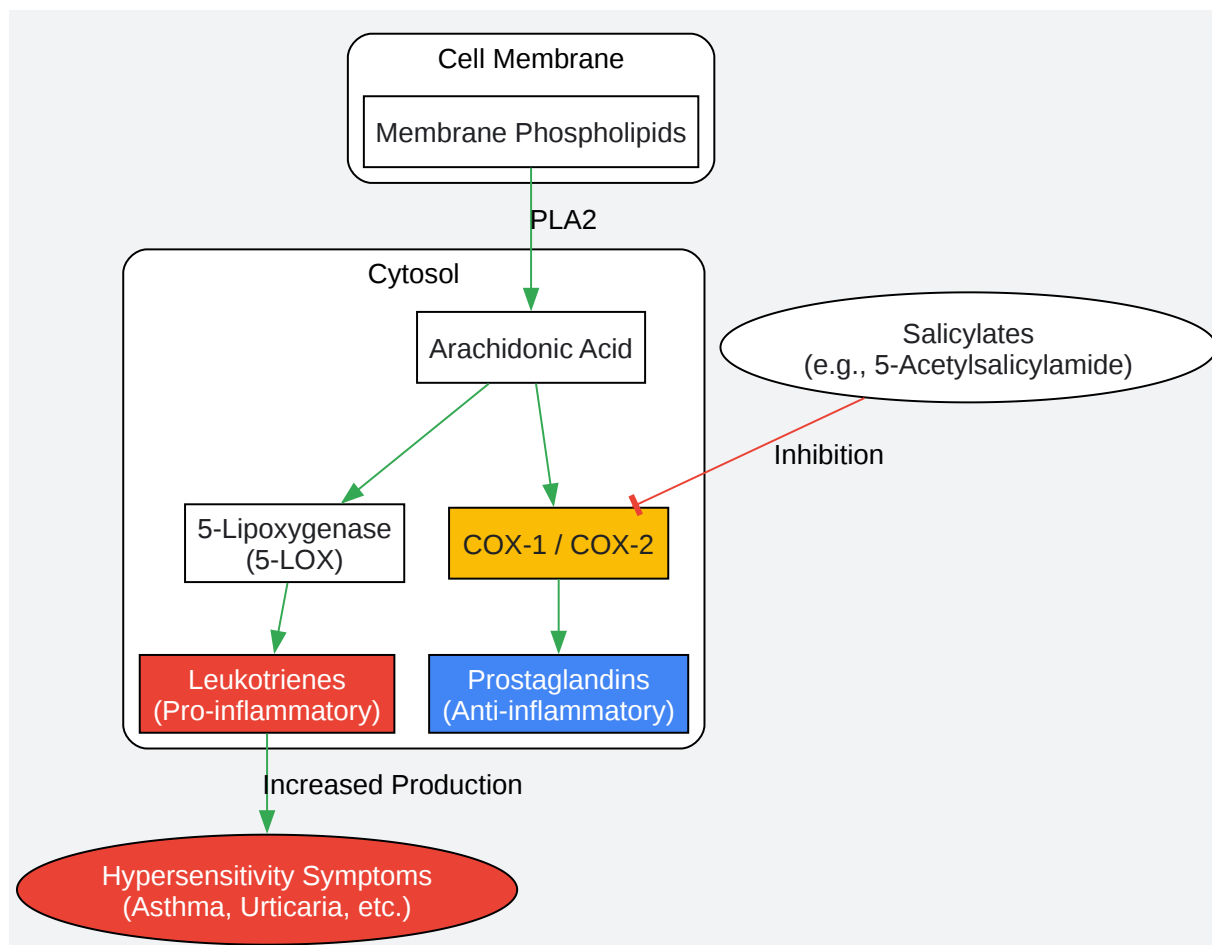 Cell Membrane
Membrane Phospholipids
PLA2
Cytosol
Arachidonic Acid
Salicylates
(e.g., 5-Acetylsalicylamide)
Inhibition
5-Lipoxygenase
(5-LOX)
COX-1 / COX-2
Leukotrienes
(Pro-inflammatory)
Prostaglandins
(Anti-inflammatory)
Increased Production
Hypersensitivity Symptoms
(Asthma, Urticaria, etc.)